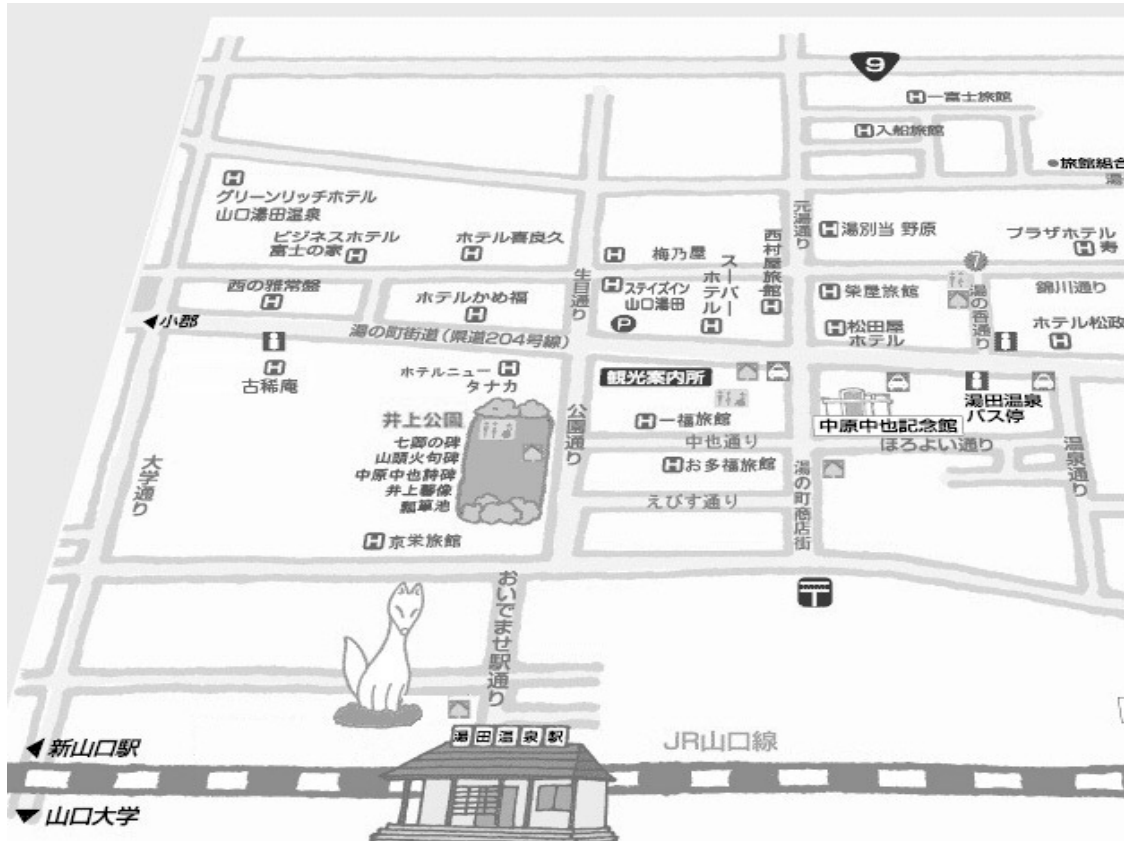 9
一富士旅館
入船旅館
旅館組合
湯
グリーンリッチホテル
山口湯田温泉
ビジネスホテル
富士の家
ホテル喜良久
梅乃屋
スーパー
ホテル
西村屋旅館
元湯通り
湯別当 野原
プラザホテル
寿
西の雅常盤
ホテルかめ福
生目通り
ステイズイン
山口湯田
P
栄屋旅館
湯の香通り
錦川通り
小郡
湯の町街道(県道204号線)
松田屋
ホテル
ホテル松政
古稀庵
ホテルニュー
タナカ
観光案内所
湯田温泉
バス停
井上公園
公園通り
一福旅館
中也通り
中原中也記念館
ほろよい通り
七卿の碑
山頭火句碑
中原中也詩碑
井上馨像
瓢箪池
大学通り
お多福旅館
えびす通り
湯の町商店街
温泉通り
京栄旅館
おいでませ駅通り
湯田温泉駅
JR山口線
新山口駅
山口大学